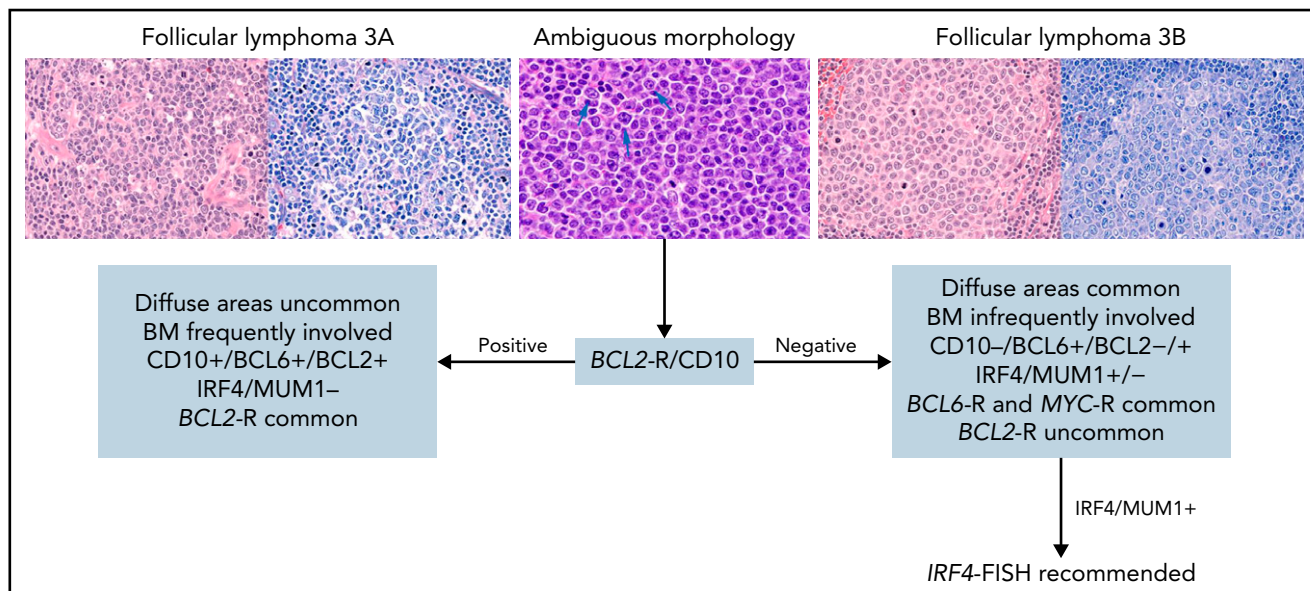 Follicular lymphoma 3A
Ambiguous morphology
Follicular lymphoma 3B
Diffuse areas uncommon
BM frequently involved
CD10+/BCL6+/BCL2+
IRF4/MUM1–
BCL2-R common
Positive
BCL2-R/CD10
Negative
Diffuse areas common
BM infrequently involved
CD10–/BCL6+/BCL2–/+
IRF4/MUM1+/–
BCL6-R and MYC-R common
BCL2-R uncommon
IRF4/MUM1+
IRF4-FISH recommended